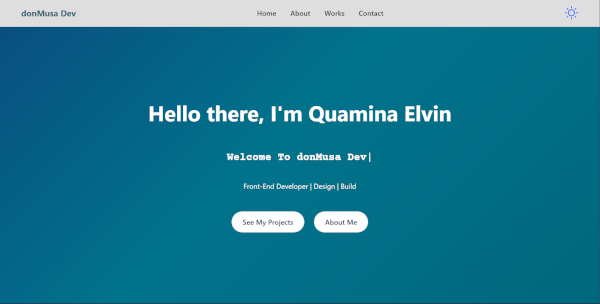 donMusa Dev
Home About Works Contact
Hello there, I'm Quamina Elvin
Welcome To donMusa Dev|
Front-End Developer | Design | Build
See My Projects About Me